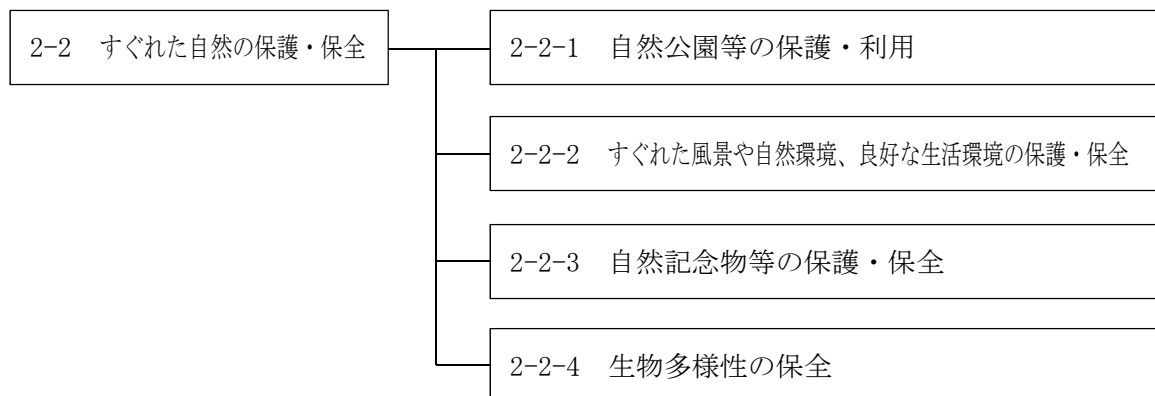 2-2　すぐれた自然の保護・保全
2-2-1　自然公園等の保護・利用
2-2-2　すぐれた風景や自然環境、良好な生活環境の保護・保全
2-2-3　自然記念物等の保護・保全
2-2-4　生物多様性の保全